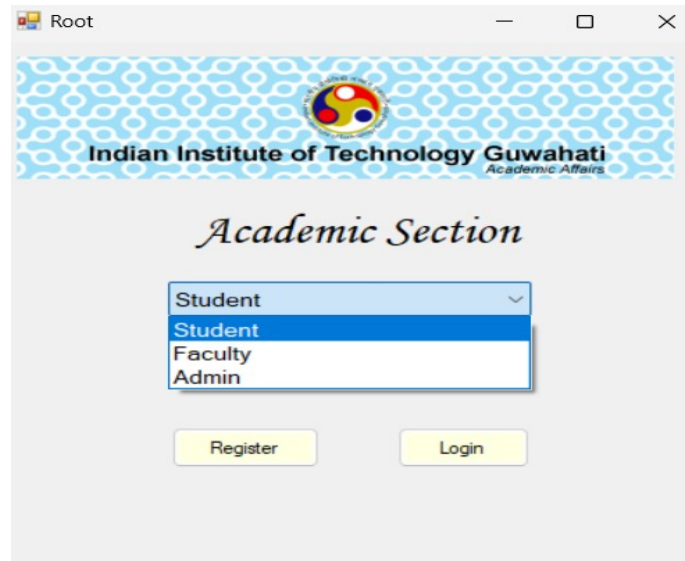 Root
Indian Institute of Technology Guwahati
Academic Affairs
Academic Section
Student
Student
Faculty
Admin
Register
Login